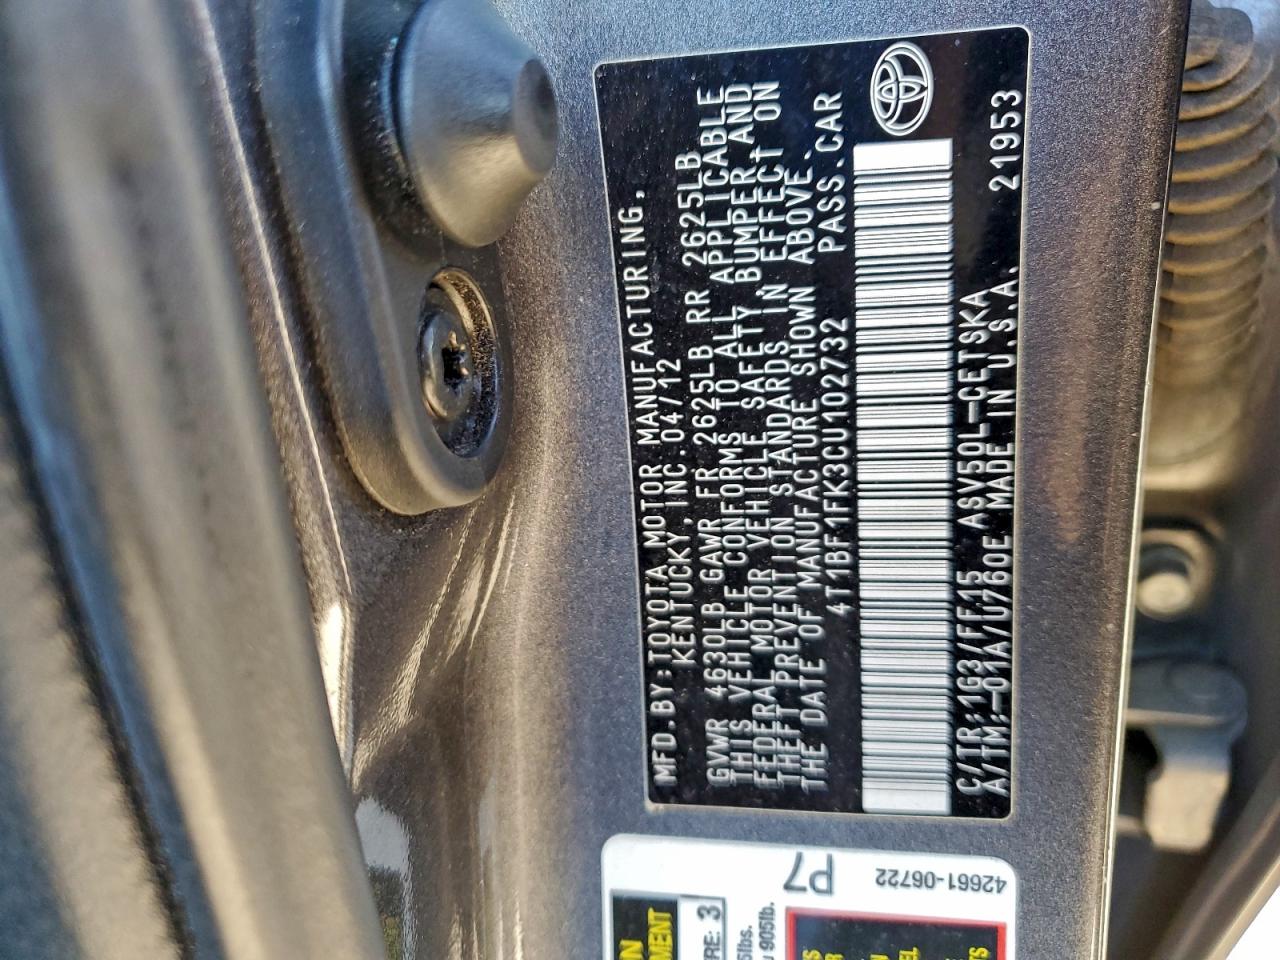 MFD.BY:TOYOTA MOTOR MANUFACTURING,
KENTUCKY, INC. 04/12
GVWR 4630LB GAWR FR 2625LB RR 2625LB
THIS VEHICLE CONFORMS TO ALL APPLICABLE
FEDERAL MOTOR VEHICLE SAFETY, BUMPER, AND
THEFT PREVENTION STANDARDS IN EFFECT ON
THE DATE OF MANUFACTURE SHOWN ABOVE.
4T1BF1FK3CU102732 PASS.CAR
C/TR:1G3/FF15 ASV50L-CETSKA
A/TM:-01A/U760E MADE IN U.S.A. 21953
P7
42661-06722
MENT
3
905lb.